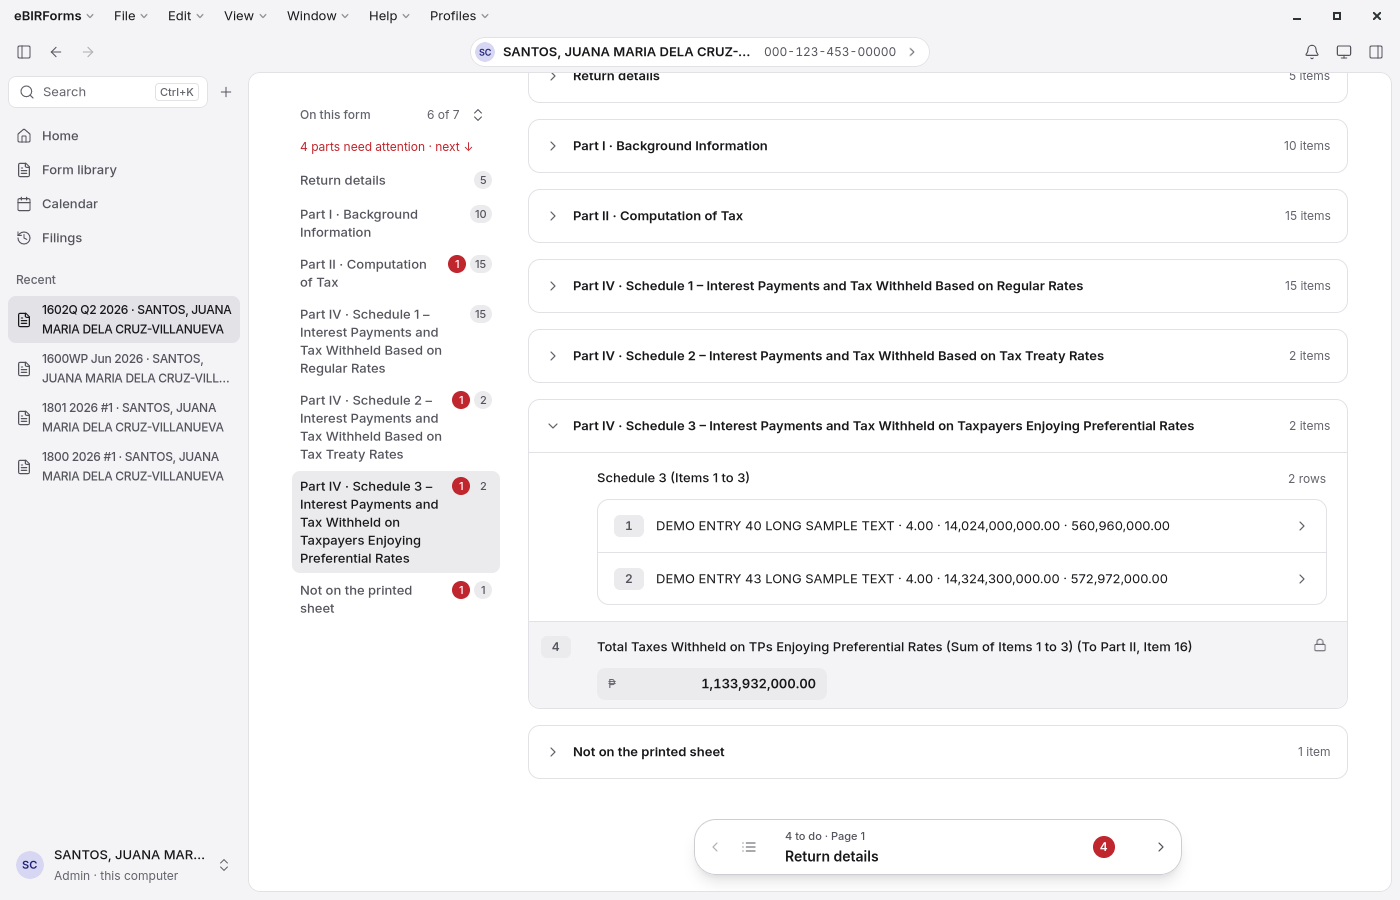 eBIRForms File Edit View Window Help Profiles
SC SANTOS, JUANA MARIA DELA CRUZ-... 000-123-453-00000
Search Ctrl+K
Home
Form library
Calendar
Filings
Recent
1602Q Q2 2026 · SANTOS, JUANA
MARIA DELA CRUZ-VILLANUEVA
1600WP Jun 2026 · SANTOS,
JUANA MARIA DELA CRUZ-VILL...
1801 2026 #1 · SANTOS, JUANA
MARIA DELA CRUZ-VILLANUEVA
1800 2026 #1 · SANTOS, JUANA
MARIA DELA CRUZ-VILLANUEVA
SC SANTOS, JUANA MAR...
Admin · this computer
On this form 6 of 7
4 parts need attention · next ↓
Return details 5
Part I · Background 10
Information
Part II · Computation 1 15
of Tax
Part IV · Schedule 1 – 15
Interest Payments and
Tax Withheld Based on
Regular Rates
Part IV · Schedule 2 – 1 2
Interest Payments and
Tax Withheld Based on
Tax Treaty Rates
Part IV · Schedule 3 – 1 2
Interest Payments and
Tax Withheld on
Taxpayers Enjoying
Preferential Rates
Not on the printed 1 1
sheet
Return details 5 items
Part I · Background Information 10 items
Part II · Computation of Tax 15 items
Part IV · Schedule 1 – Interest Payments and Tax Withheld Based on Regular Rates 15 items
Part IV · Schedule 2 – Interest Payments and Tax Withheld Based on Tax Treaty Rates 2 items
Part IV · Schedule 3 – Interest Payments and Tax Withheld on Taxpayers Enjoying Preferential Rates 2 items
Schedule 3 (Items 1 to 3) 2 rows
1 DEMO ENTRY 40 LONG SAMPLE TEXT · 4.00 · 14,024,000,000.00 · 560,960,000.00
2 DEMO ENTRY 43 LONG SAMPLE TEXT · 4.00 · 14,324,300,000.00 · 572,972,000.00
4 Total Taxes Withheld on TPs Enjoying Preferential Rates (Sum of Items 1 to 3) (To Part II, Item 16)
₱ 1,133,932,000.00
Not on the printed sheet 1 item
4 to do · Page 1
Return details 4